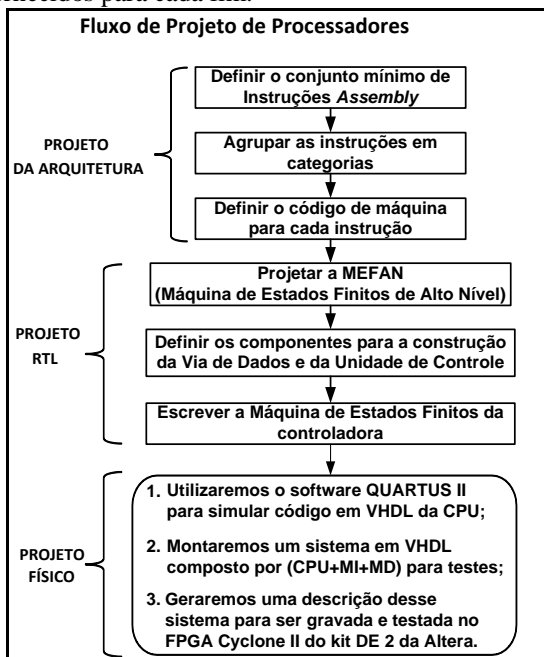 Fluxo de Projeto de Processadores
Definir o conjunto mínimo de
Instruções Assembly
PROJETO
DA ARQUITETURA
Agrupar as instruções em
categorias
Definir o código de máquina
para cada instrução
Projetar a MEFAN
(Máquina de Estados Finitos de Alto Nível)
PROJETO
RTL
Definir os componentes para a construção
da Via de Dados e da Unidade de Controle
Escrever a Máquina de Estados Finitos da
controladora
PROJETO
FÍSICO
1. Utilizaremos o software QUARTUS II
para simular código em VHDL da CPU;
2. Montaremos um sistema em VHDL
composto por (CPU+MI+MD) para testes;
3. Geraremos uma descrição desse
sistema para ser gravada e testada no
FPGA Cyclone II do kit DE 2 da Altera.